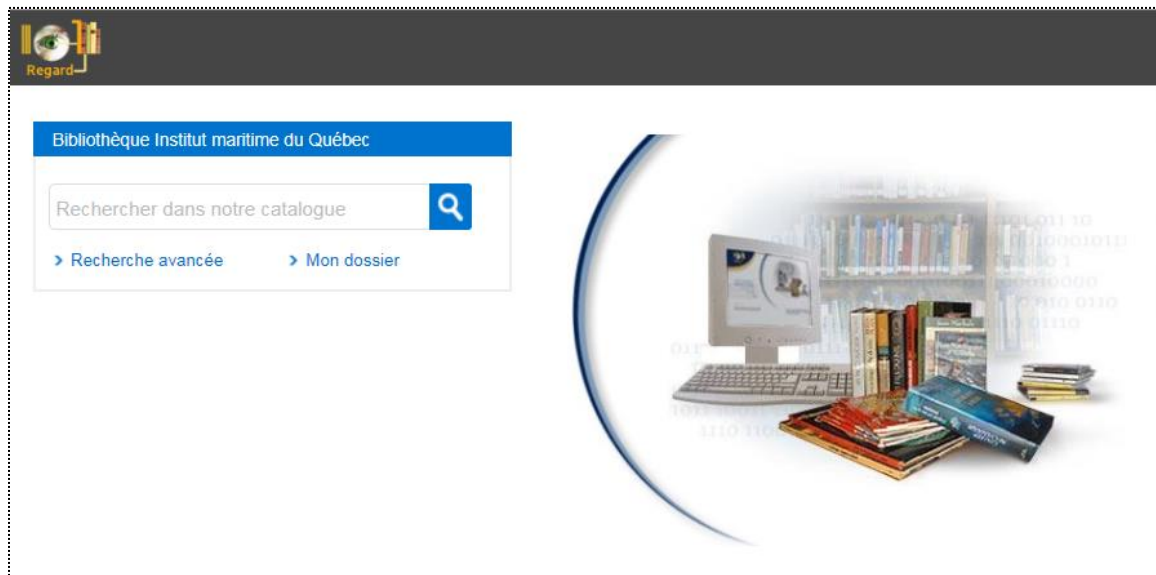 Regard
Bibliothèque Institut maritime du Québec
Rechercher dans notre catalogue
> Recherche avancée > Mon dossier